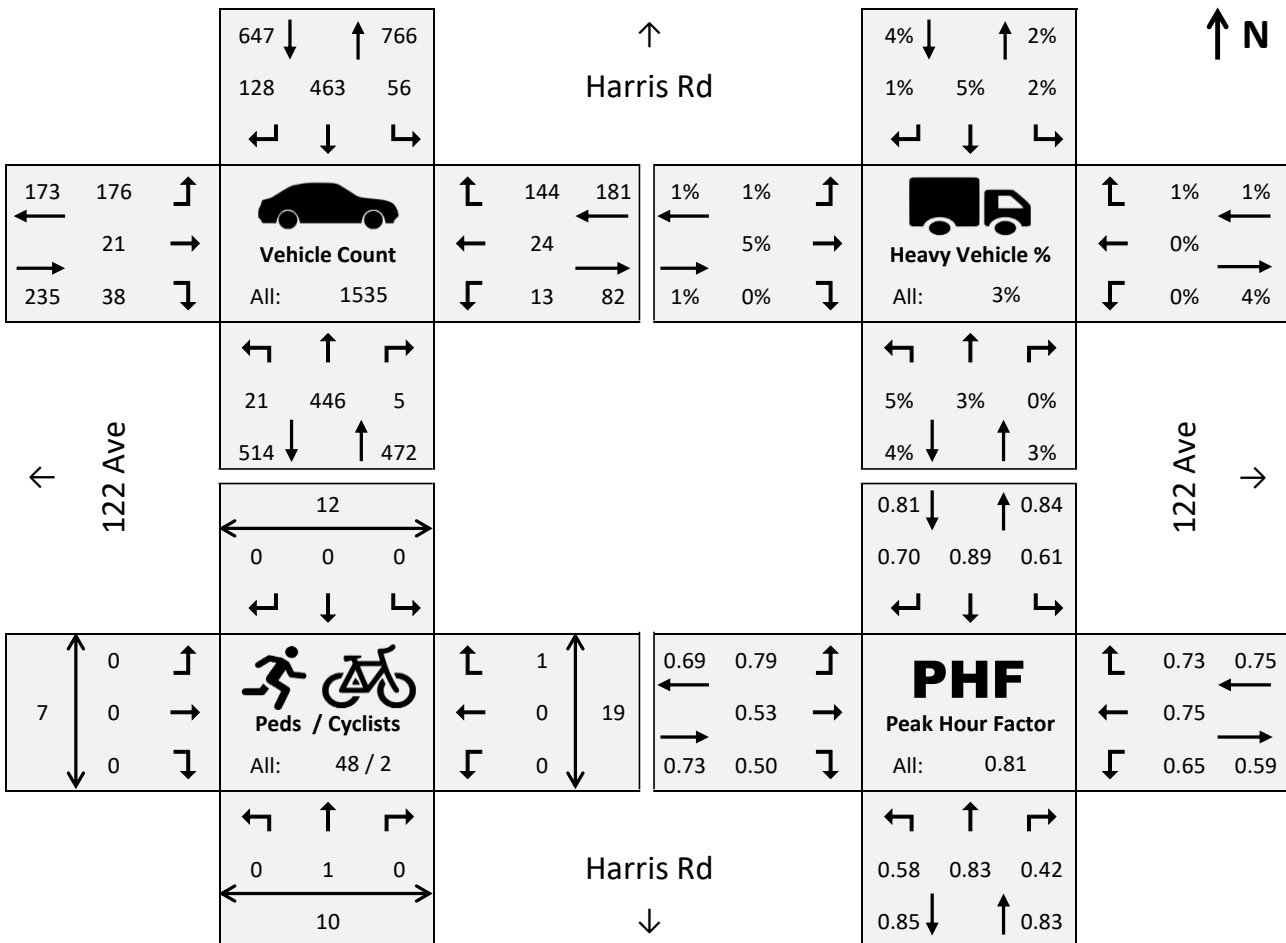 647 766 4% 2% N
128 463 56 Harris Rd 1% 5% 2%
173 176 144 181 1% 1% 1% 1%
21 Vehicle Count 24 5% Heavy Vehicle % 0%
235 38 All: 1535 13 82 1% 0% All: 3% 0% 4%
21 446 5 5% 3% 0%
514 472 4% 3%
122 Ave 122 Ave
12 0.81 0.84
0 0 0 0.70 0.89 0.61
0 1 0.69 0.79 PHF 0.73 0.75
7 0 Peds / Cyclists 0 19 0.53 Peak Hour Factor 0.75
0 All: 48 / 2 0 0.73 0.50 All: 0.81 0.65 0.59
0 1 0 Harris Rd 0.58 0.83 0.42
10 0.85 0.83